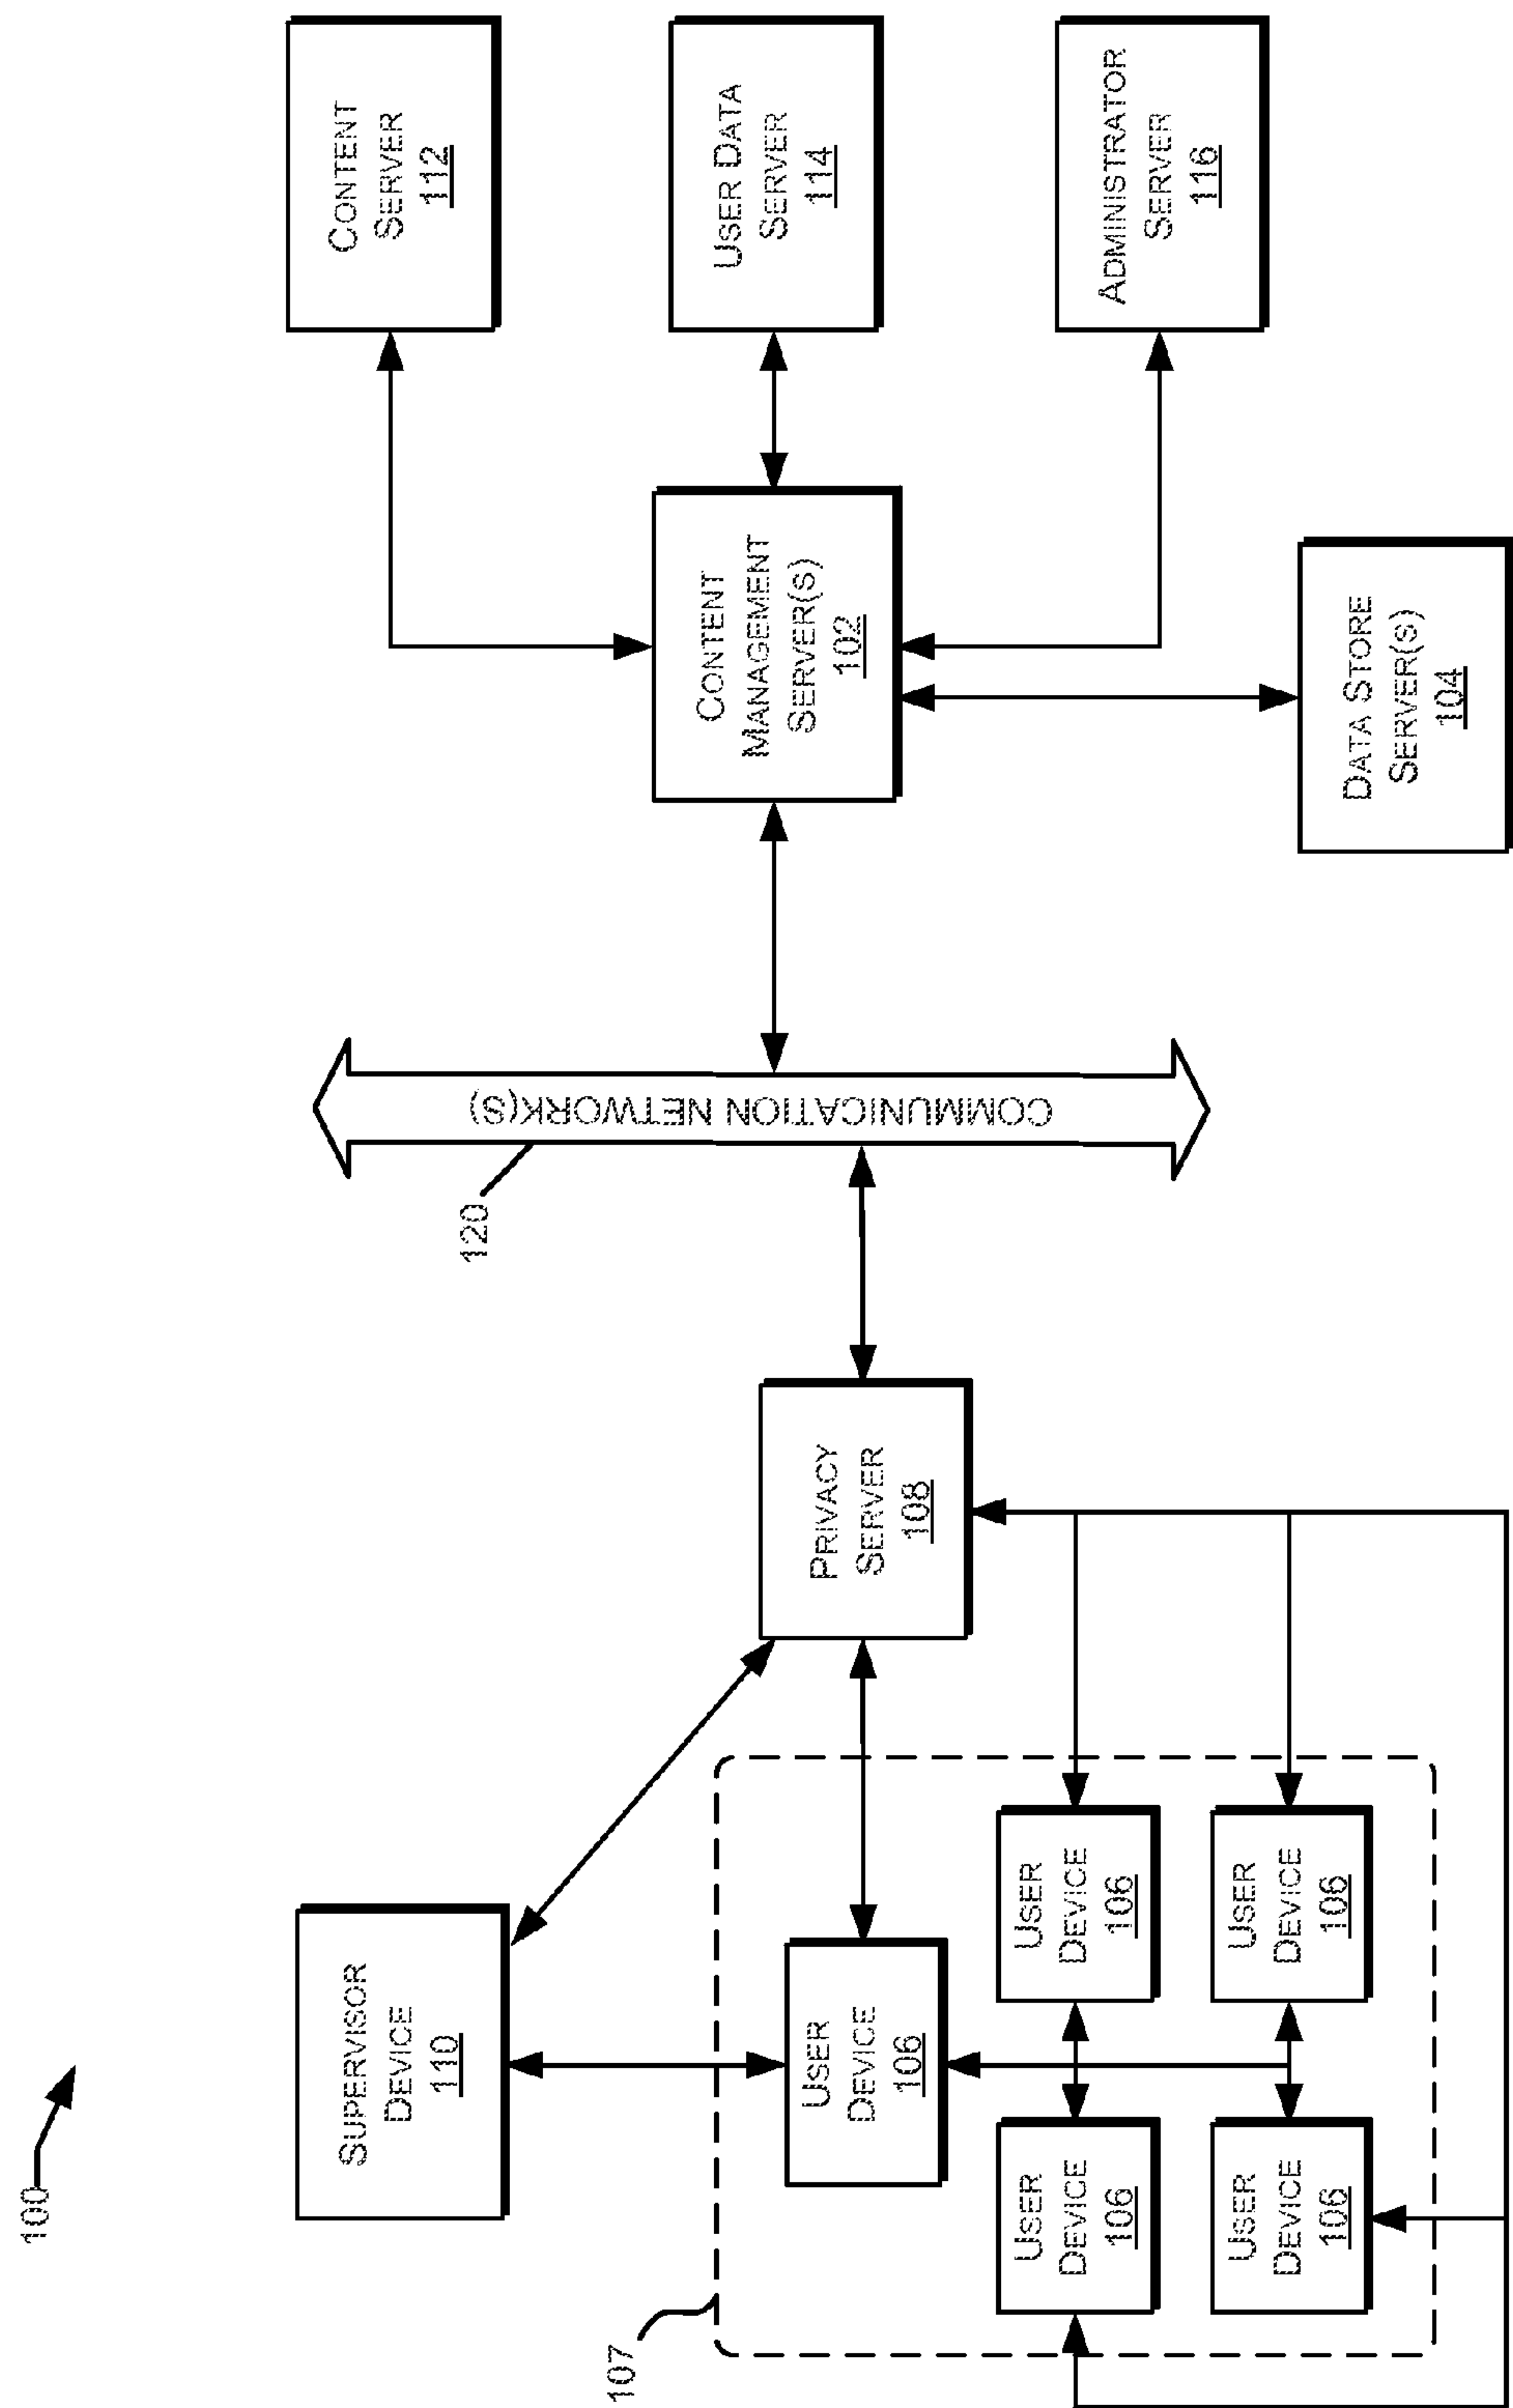 100
SUPERVISOR
DEVICE
110
107
USER
DEVICE
106
USER
DEVICE
106
USER
DEVICE
106
USER
DEVICE
106
USER
DEVICE
106
PRIVACY
SERVER
108
120
COMMUNICATION NETWORK(S)
CONTENT
MANAGEMENT
SERVER(S)
102
DATA STORE
SERVER(S)
104
CONTENT
SERVER
112
USER DATA
SERVER
114
ADMINISTRATOR
SERVER
116